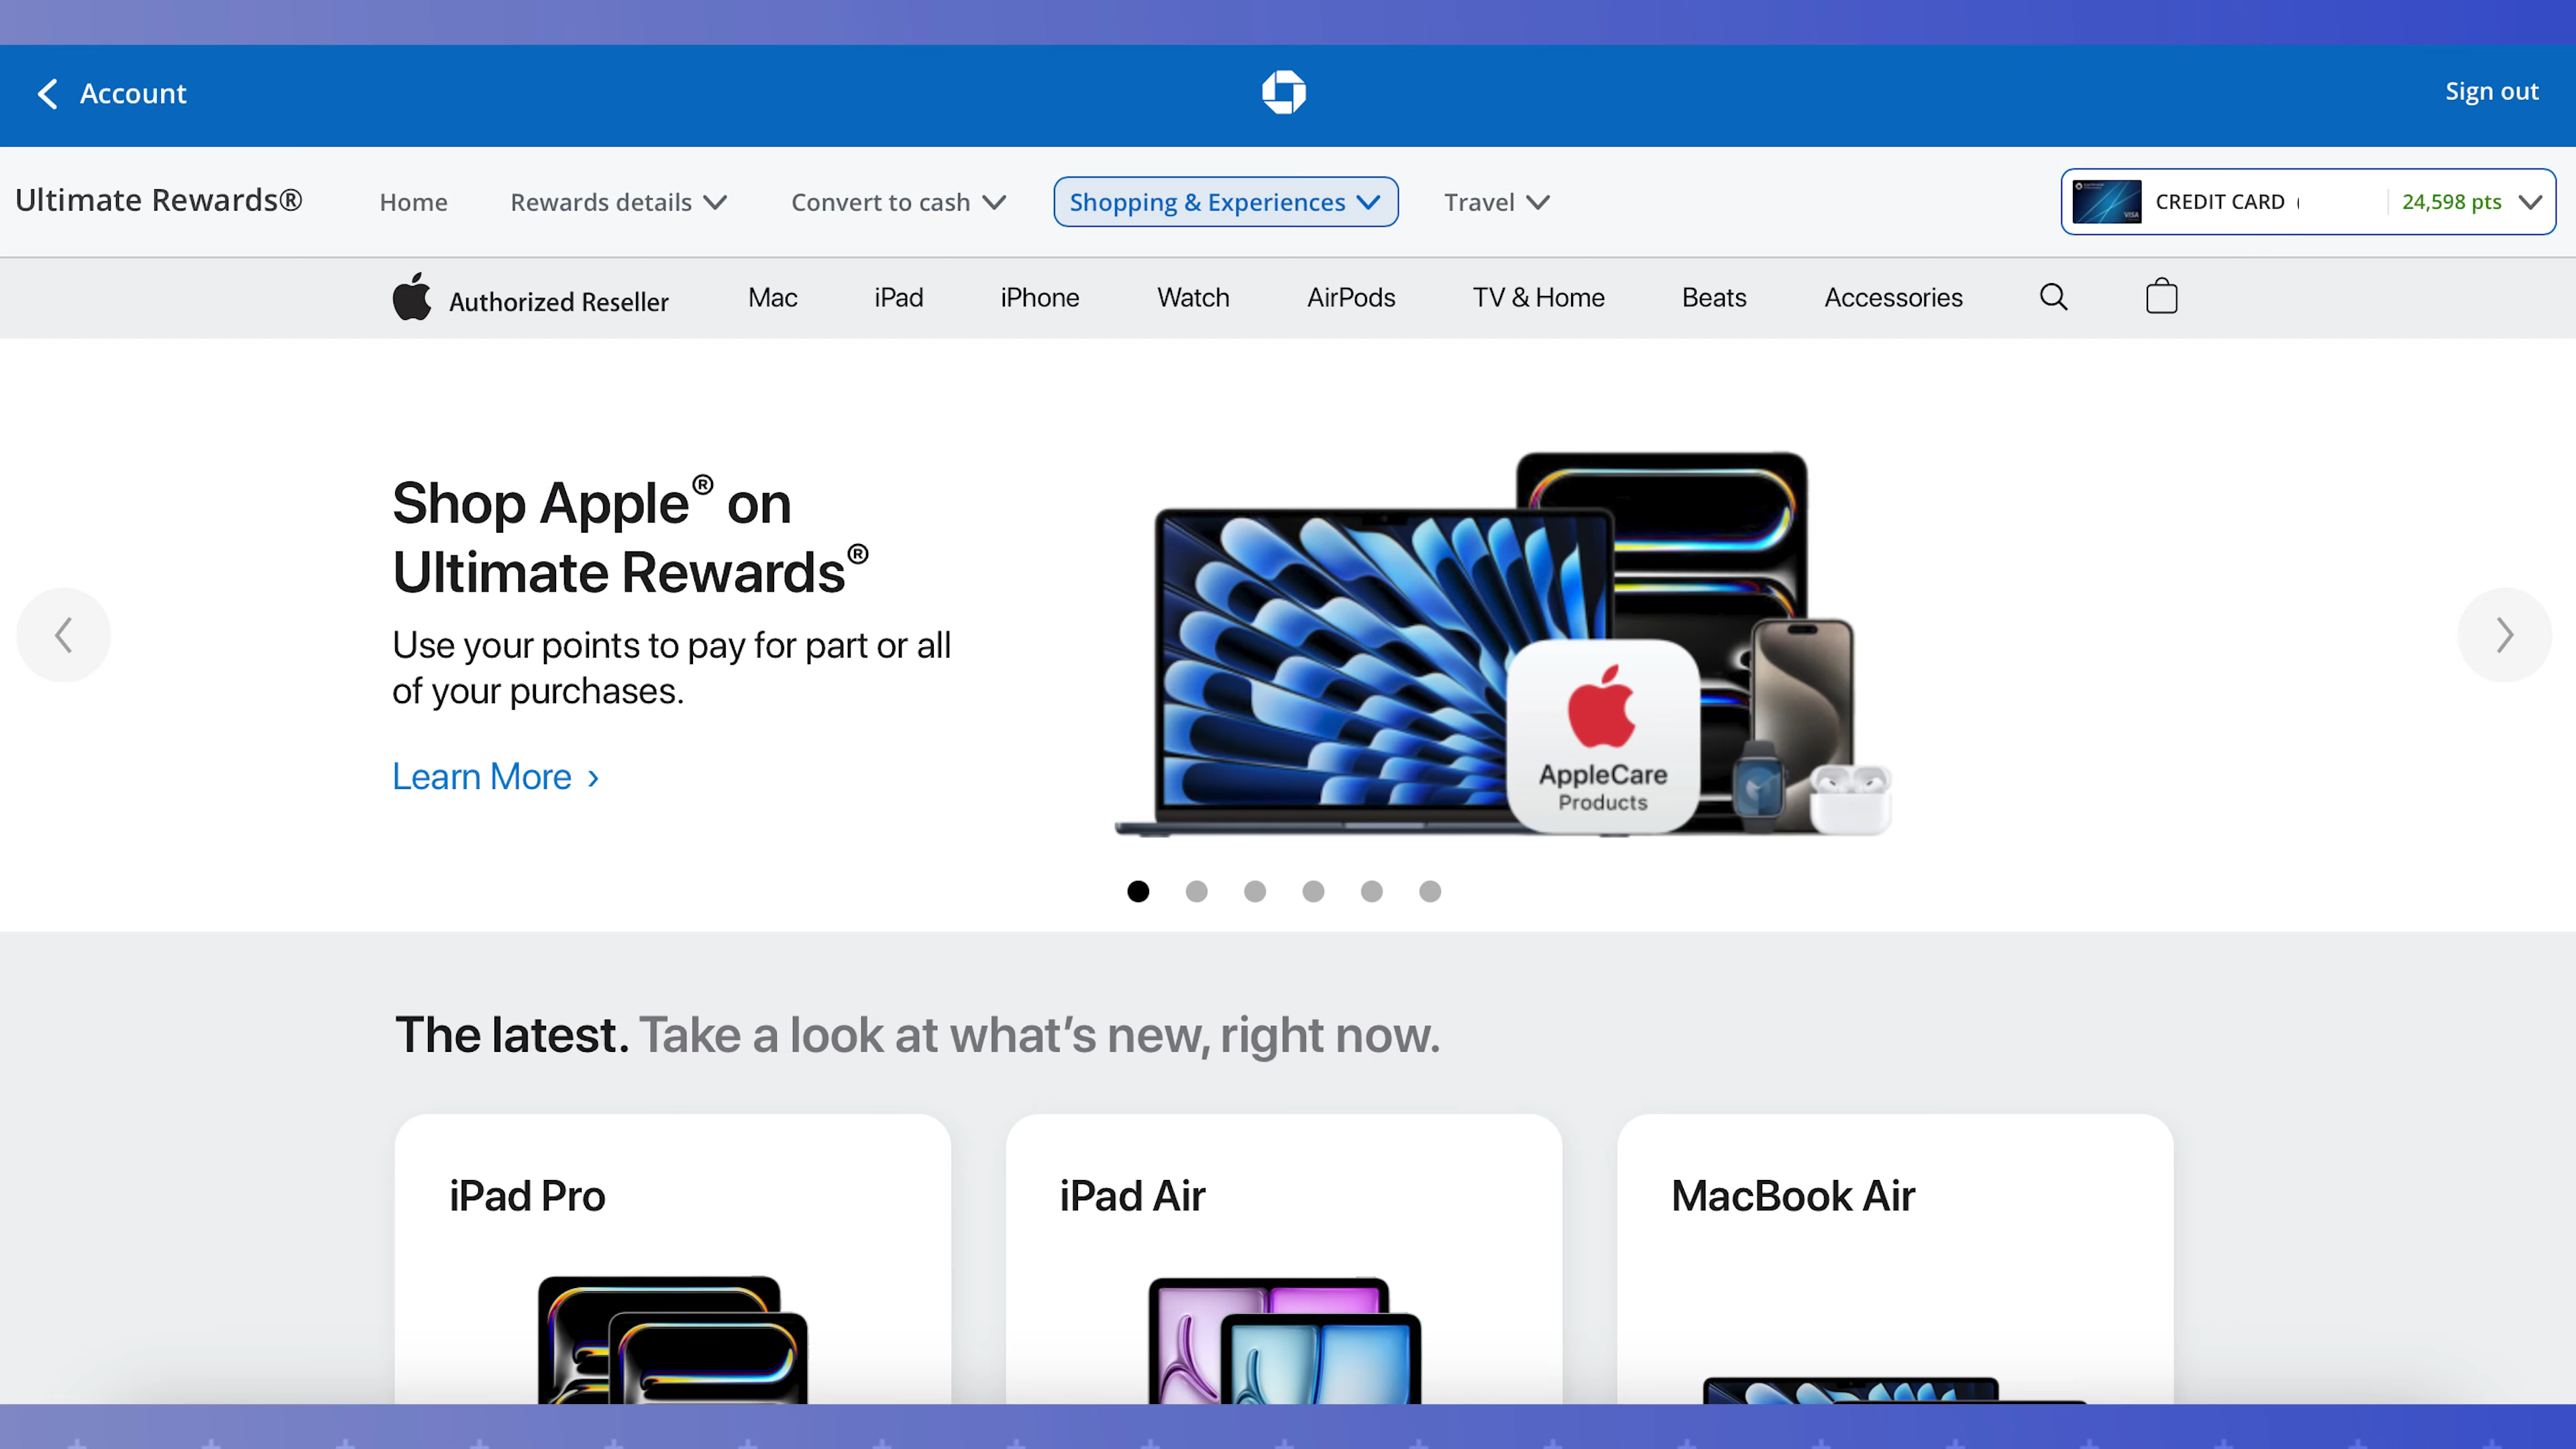 Account
Sign out
Ultimate Rewards®
Home
Rewards details
Convert to cash
Shopping & Experiences
Travel
CREDIT CARD (
24,598 pts
Authorized Reseller
Mac
iPad
iPhone
Watch
AirPods
TV & Home
Beats
Accessories
Shop Apple® on
Ultimate Rewards®
Use your points to pay for part or all
of your purchases.
Learn More ›
AppleCare
Products
The latest. Take a look at what’s new, right now.
iPad Pro
iPad Air
MacBook Air
VISA